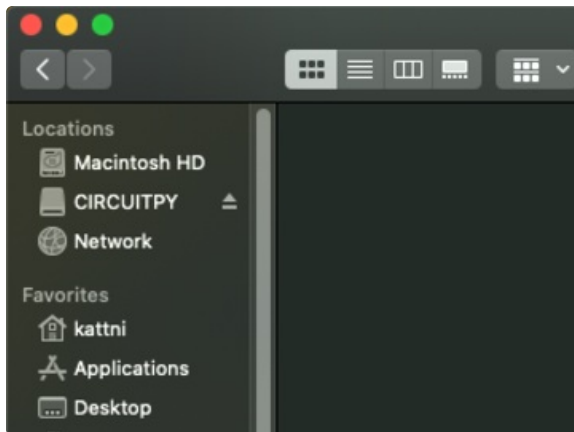 Locations
Macintosh HD
CIRCUITPY
Network
Favorites
kattni
Applications
Desktop